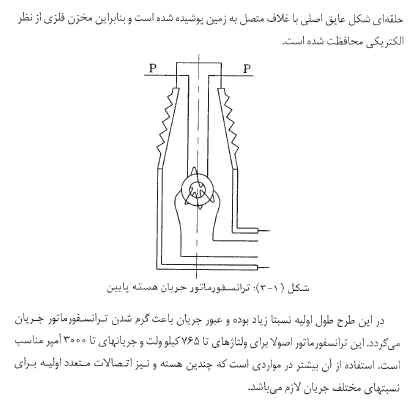 حلقه‌ای شکل عایق اصلی با غلاف متصل به زمین پوشیده شده است و بنابراین مخزن فلزی از نظر
الکتریکی محافظت شده است.
P P
شکل (۱-۳): ترانسفورماتور جریان هسته پایین
در این طرح طول اولیه نسبتا زیاد بوده و عبور جریان باعث گرم شدن ترانسفورماتور جریان
می‌گردد. این ترانسفورماتور اصولا برای ولتاژهای تا ۷۶۵ کیلو ولت و جریانهای تا ۳۰۰۰ آمپر مناسب
است. استفاده از آن بیشتر در مواردی است که چندین هسته و نیز اتصالات متعدد اولیه برای
نسبتهای مختلف جریان لازم می‌باشد.